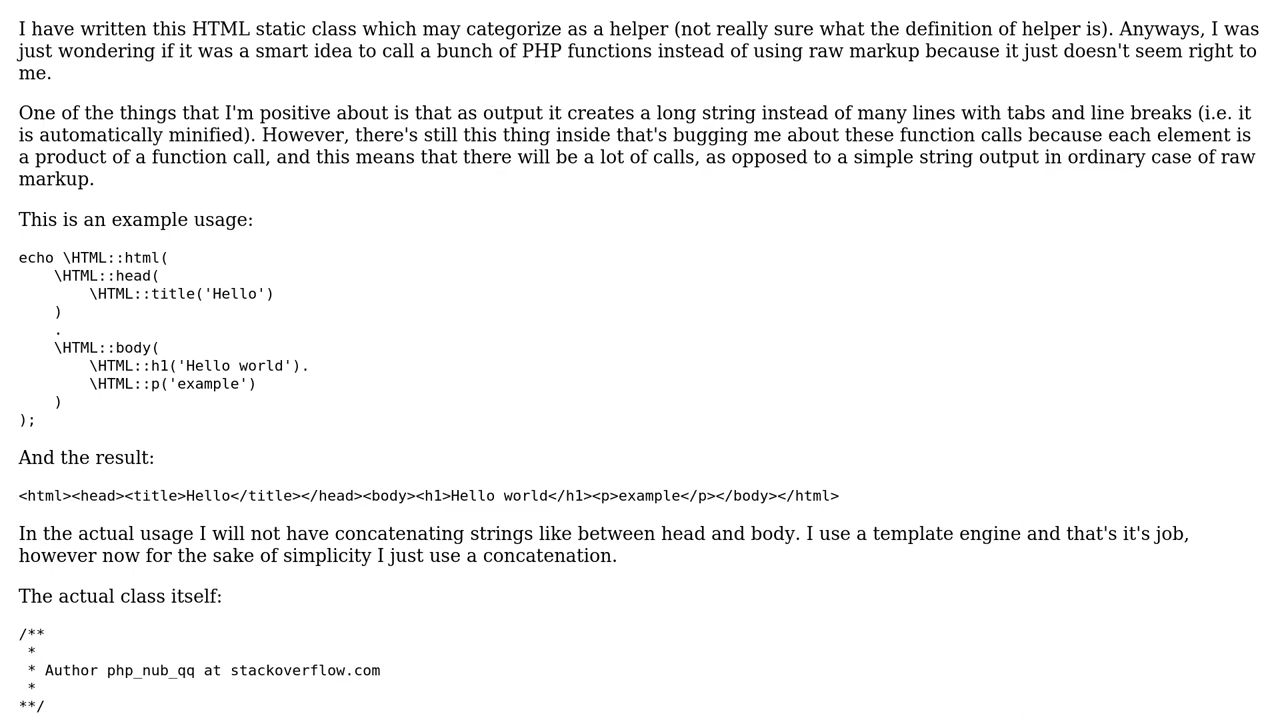 I have written this HTML static class which may categorize as a helper (not really sure what the definition of helper is). Anyways, I was
just wondering if it was a smart idea to call a bunch of PHP functions instead of using raw markup because it just doesn't seem right to
me.
One of the things that I'm positive about is that as output it creates a long string instead of many lines with tabs and line breaks (i.e. it
is automatically minified). However, there's still this thing inside that's bugging me about these function calls because each element is
a product of a function call, and this means that there will be a lot of calls, as opposed to a simple string output in ordinary case of raw
markup.
This is an example usage:
echo \HTML::html(
    \HTML::head(
        \HTML::title('Hello')
    )
    .
    \HTML::body(
        \HTML::h1('Hello world').
        \HTML::p('example')
    )
);
And the result:
<html><head><title>Hello</title></head><body><h1>Hello world</h1><p>example</p></body></html>
In the actual usage I will not have concatenating strings like between head and body. I use a template engine and that's it's job,
however now for the sake of simplicity I just use a concatenation.
The actual class itself:
/**
 *
 * Author php_nub_qq at stackoverflow.com
 *
**/